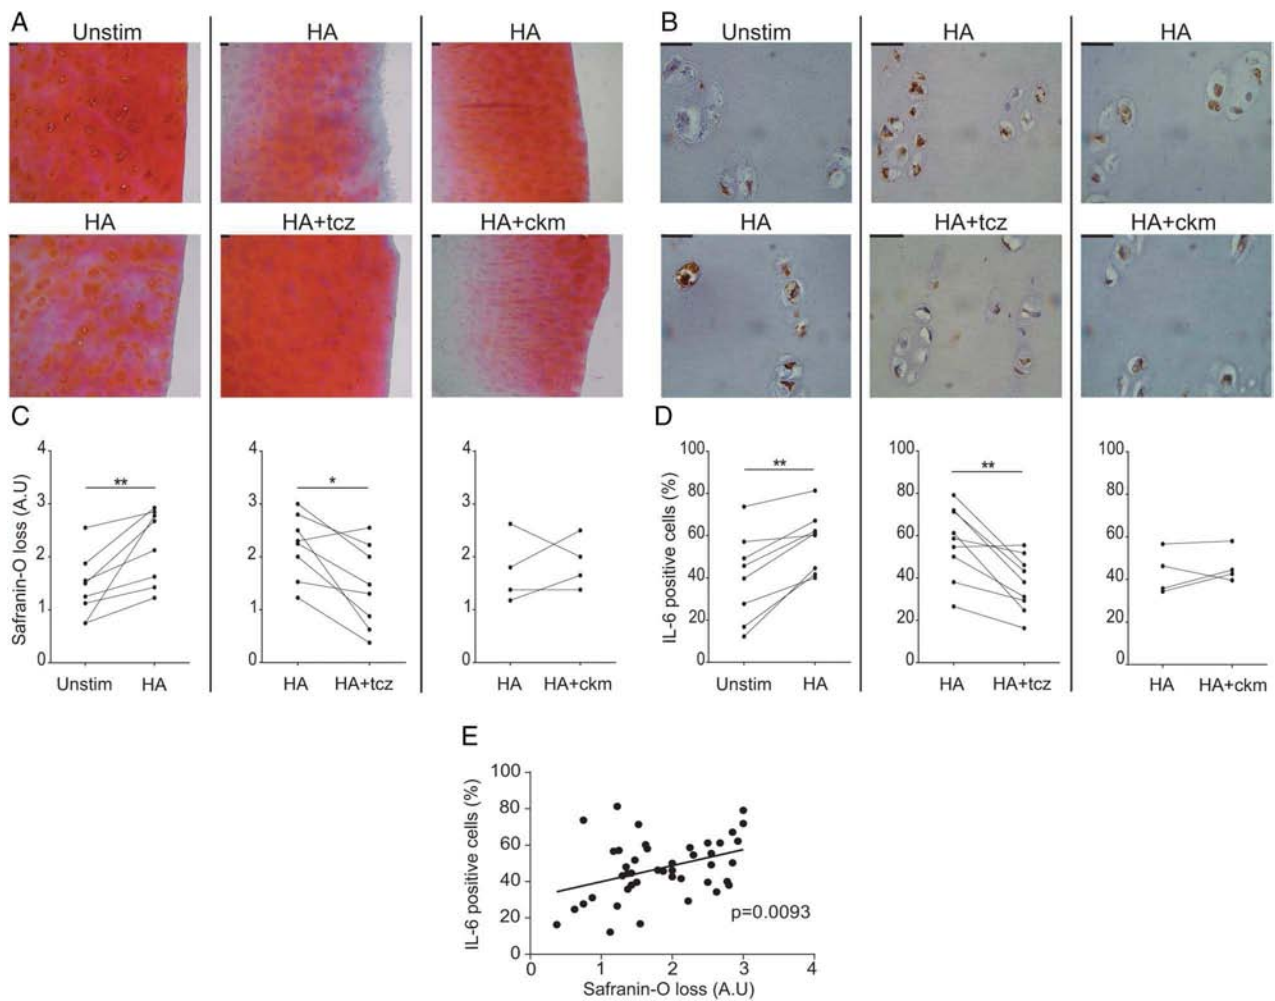 A
B
Unstim
HA
HA
Unstim
HA
HA
HA
HA+tcz
HA+ckm
HA
HA+tcz
HA+ckm
C
D
Safranin-O loss (A.U)
4
3
2
1
0
**
Unstim
HA
4
3
2
1
0
*
HA
HA+tcz
4
3
2
1
0
HA
HA+ckm
IL-6 positive cells (%)
100
80
60
40
20
0
**
Unstim
HA
100
80
60
40
20
0
**
HA
HA+tcz
100
80
60
40
20
0
HA
HA+ckm
E
IL-6 positive cells (%)
100
80
60
40
20
0
p=0.0093
0
1
2
3
4
Safranin-O loss (A.U)